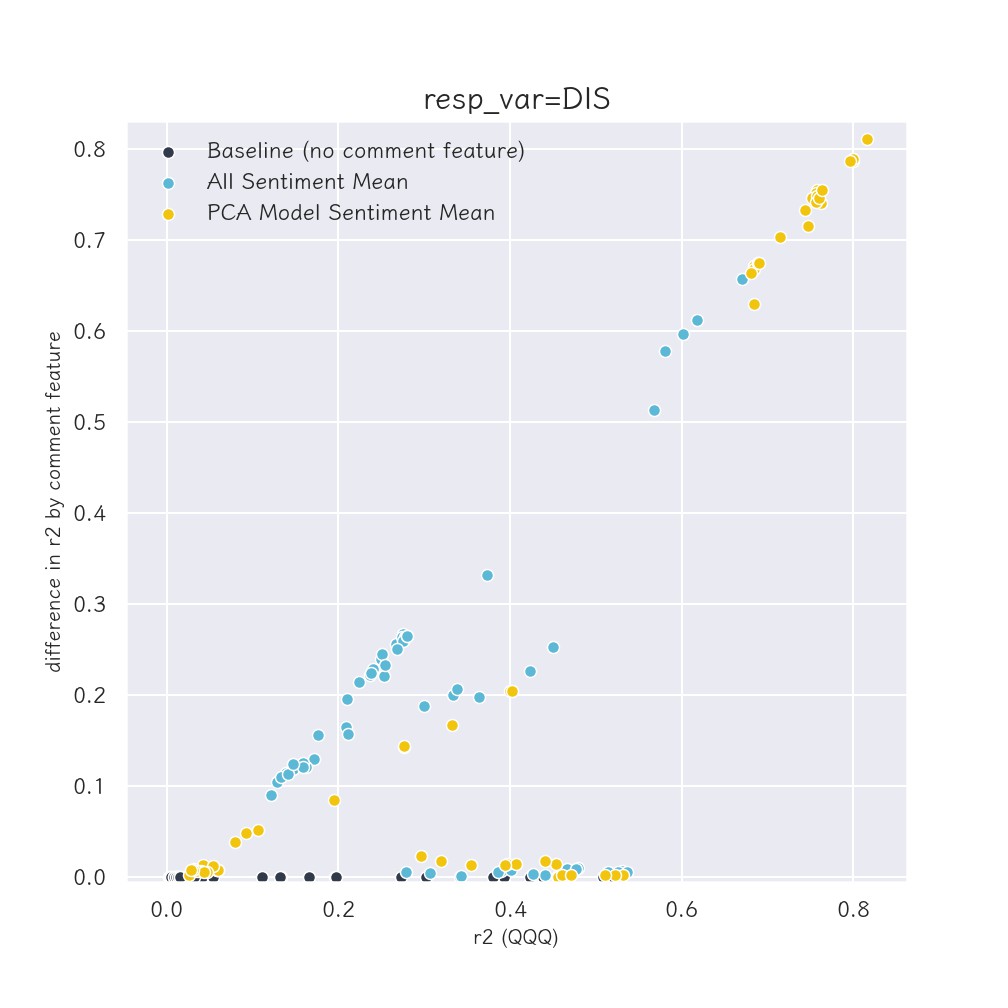 resp_var=DIS
Baseline (no comment feature)
All Sentiment Mean
PCA Model Sentiment Mean
difference in r2 by comment feature
0.8
0.7
0.6
0.5
0.4
0.3
0.2
0.1
0.0
0.0 0.2 0.4 0.6 0.8
r2 (QQQ)